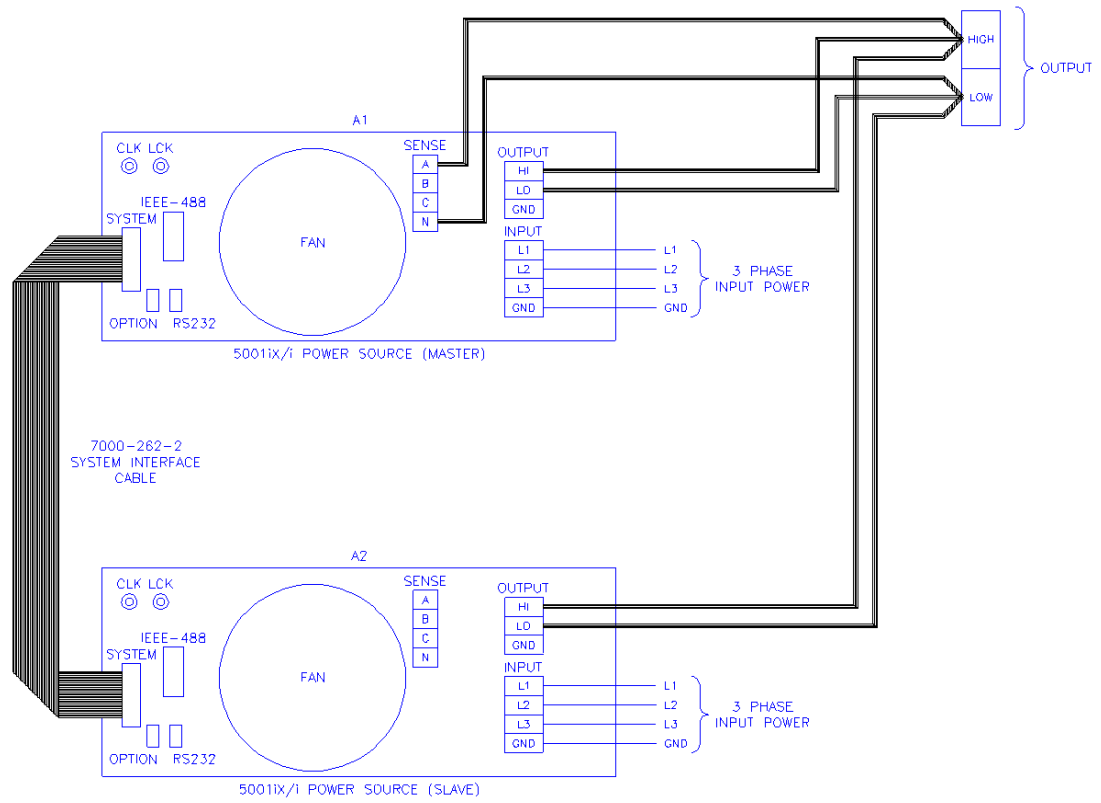 HIGH
OUTPUT
LOW
A1
CLK LCK
SENSE
OUTPUT
A
HI
B
IEEE-488
LO
C
GND
SYSTEM
N
INPUT
FAN
L1
L1
L2
L2
3 PHASE
L3
L3
INPUT POWER
GND
GND
OPTION
RS232
5001iX/i POWER SOURCE (MASTER)
7000-262-2
SYSTEM INTERFACE
CABLE
A2
CLK LCK
SENSE
OUTPUT
A
HI
B
LO
IEEE-488
C
GND
SYSTEM
N
INPUT
FAN
L1
L1
L2
L2
3 PHASE
L3
L3
INPUT POWER
GND
GND
OPTION
RS232
5001iX/i POWER SOURCE (SLAVE)